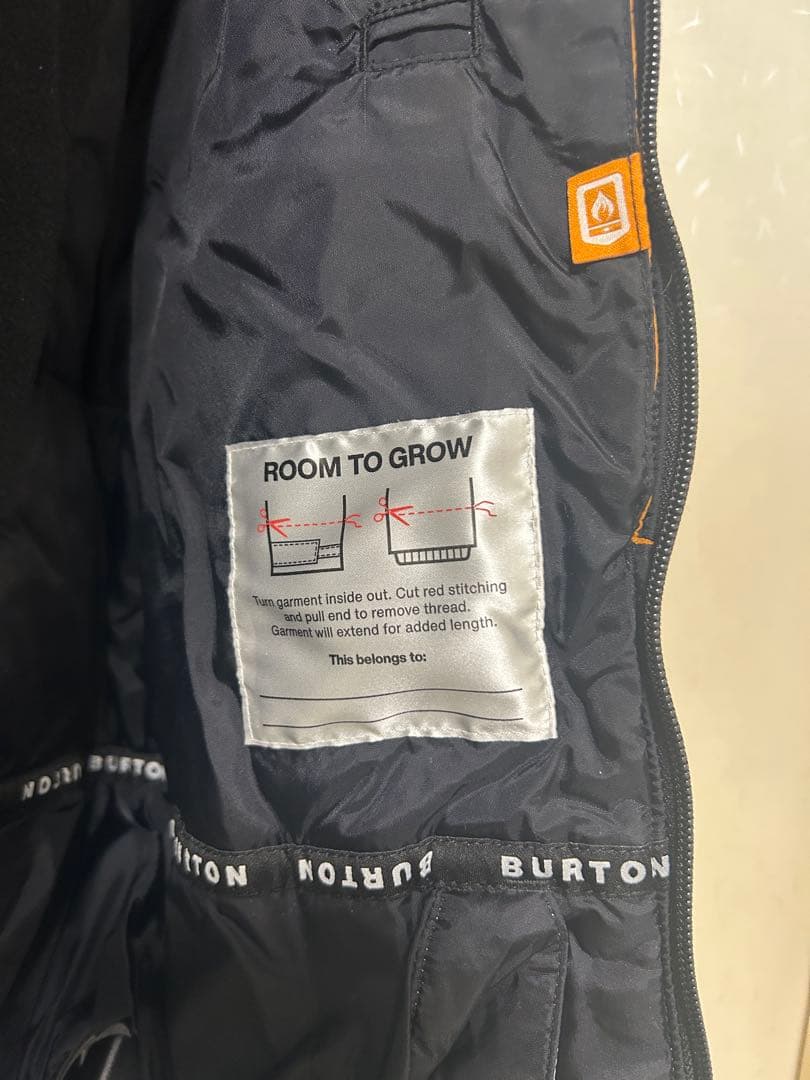 ROOM TO GROW
Turn garment inside out. Cut red stitching
and pull end to remove thread.
Garment will extend for added length.
This belongs to:
BURTON
BURTON
BURTON
BURTON
BURTON